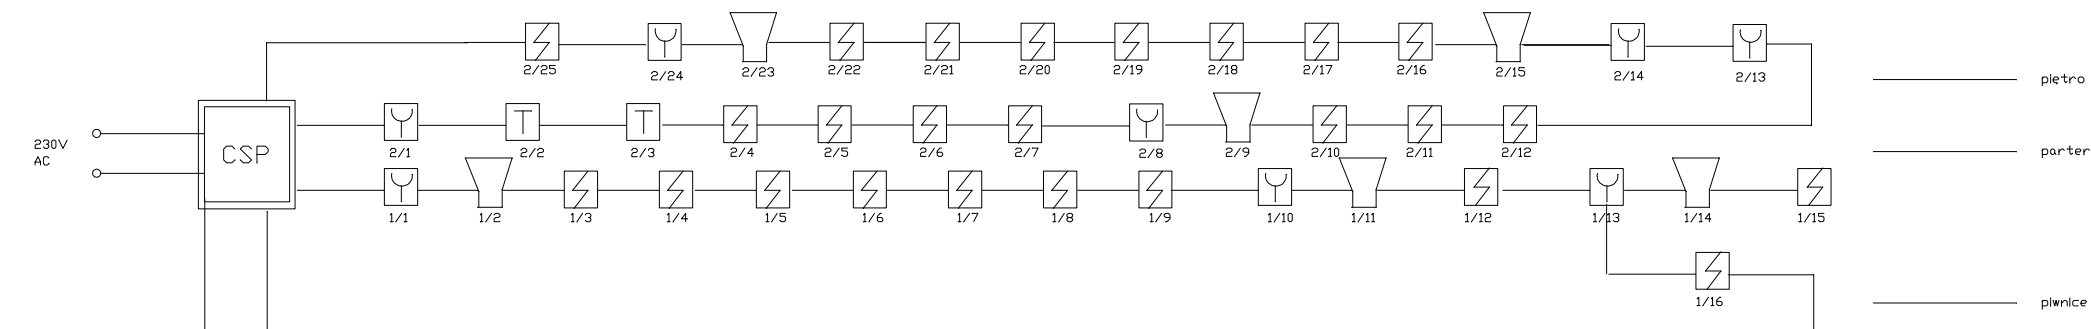 2/25 2/24 2/23 2/22 2/21 2/20 2/19 2/18 2/17 2/16 2/15 2/14 2/13
piętro
230V
AC
CSP
T T
2/1 2/2 2/3 2/4 2/5 2/6 2/7 2/8 2/9 2/10 2/11 2/12
parter
1/1 1/2 1/3 1/4 1/5 1/6 1/7 1/8 1/9 1/10 1/11 1/12 1/13 1/14 1/15
1/16
piwnice